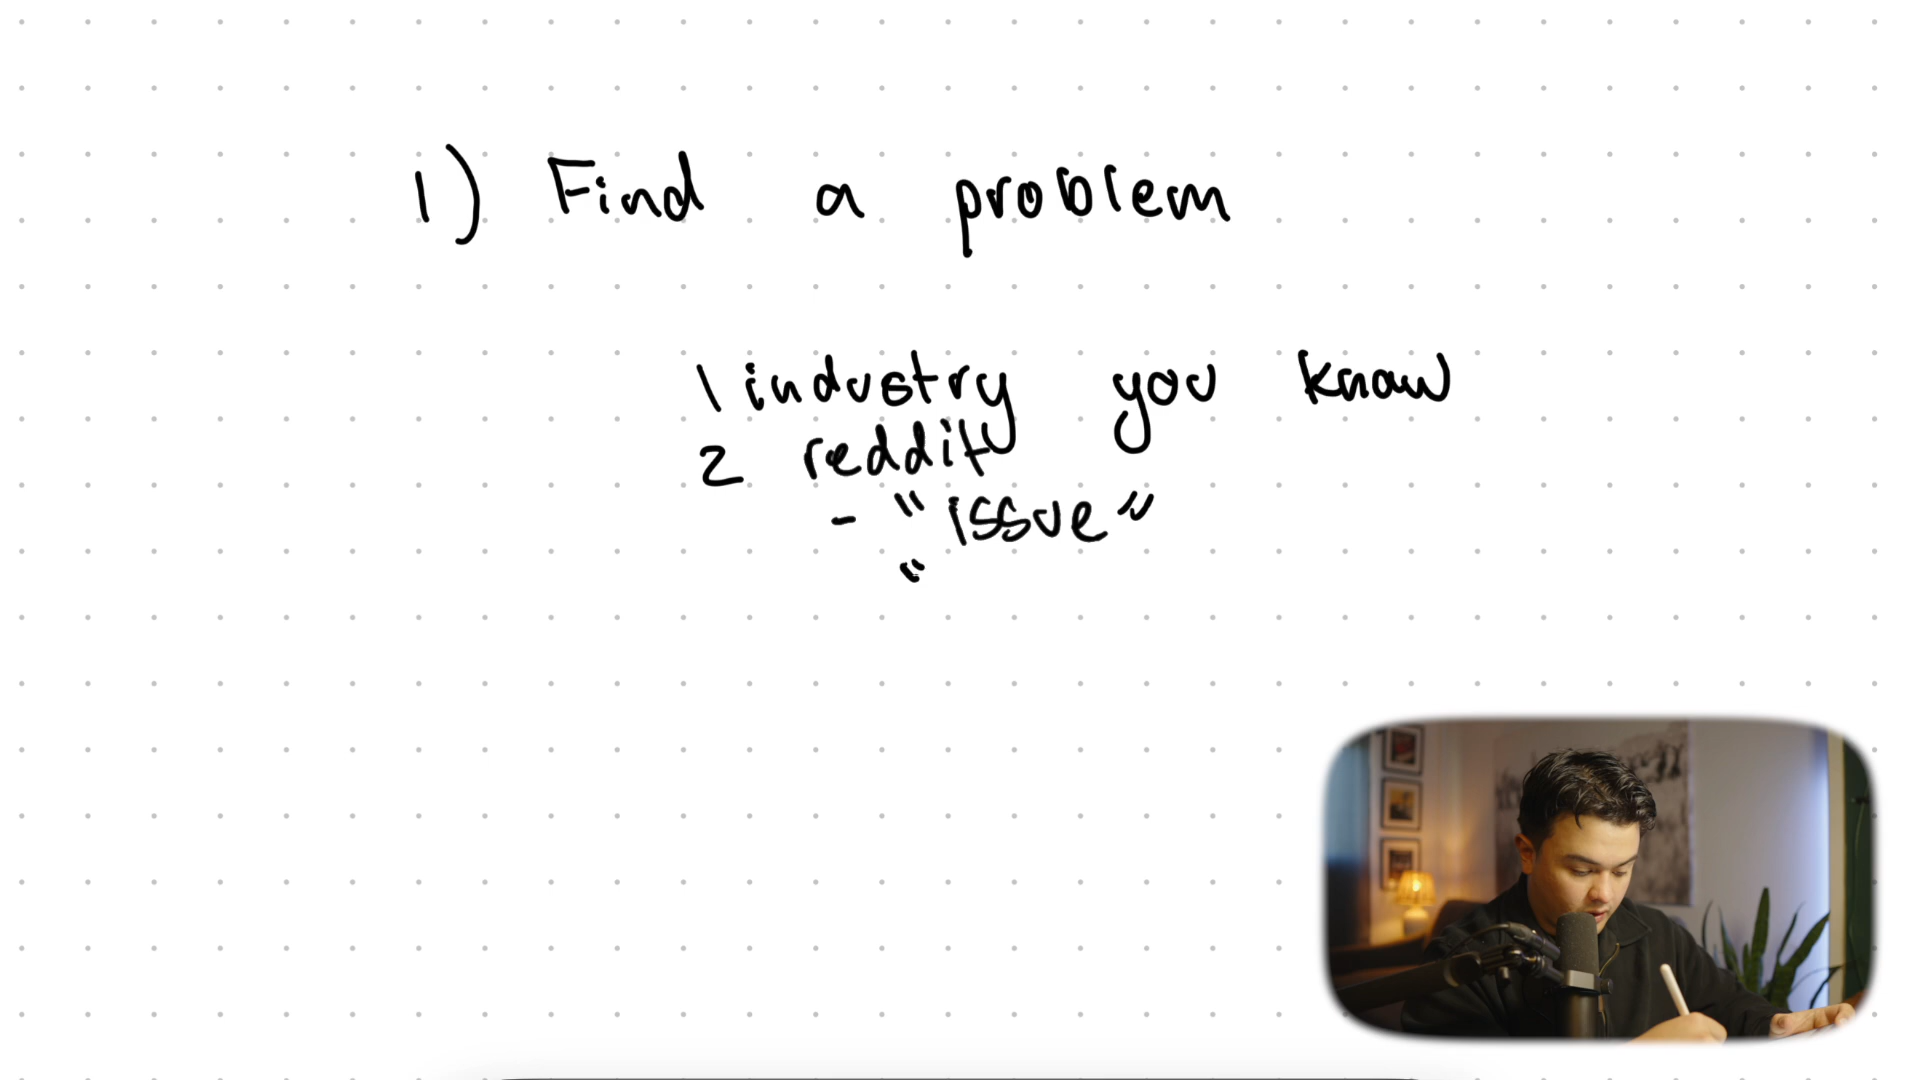 1) Find a problem
1 industry you know
2 reddit
- "issue"
"